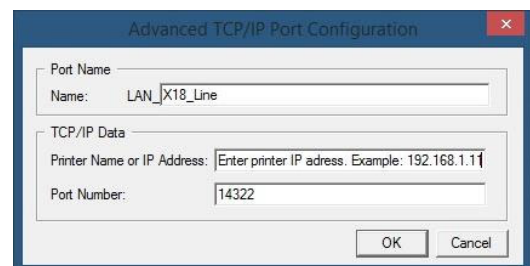 Advanced TCP/IP Port Configuration
Port Name
Name: LAN_X18_Line
TCP/IP Data
Printer Name or IP Address: Enter printer IP adress. Example: 192.168.1.11
Port Number: 14322
OK Cancel